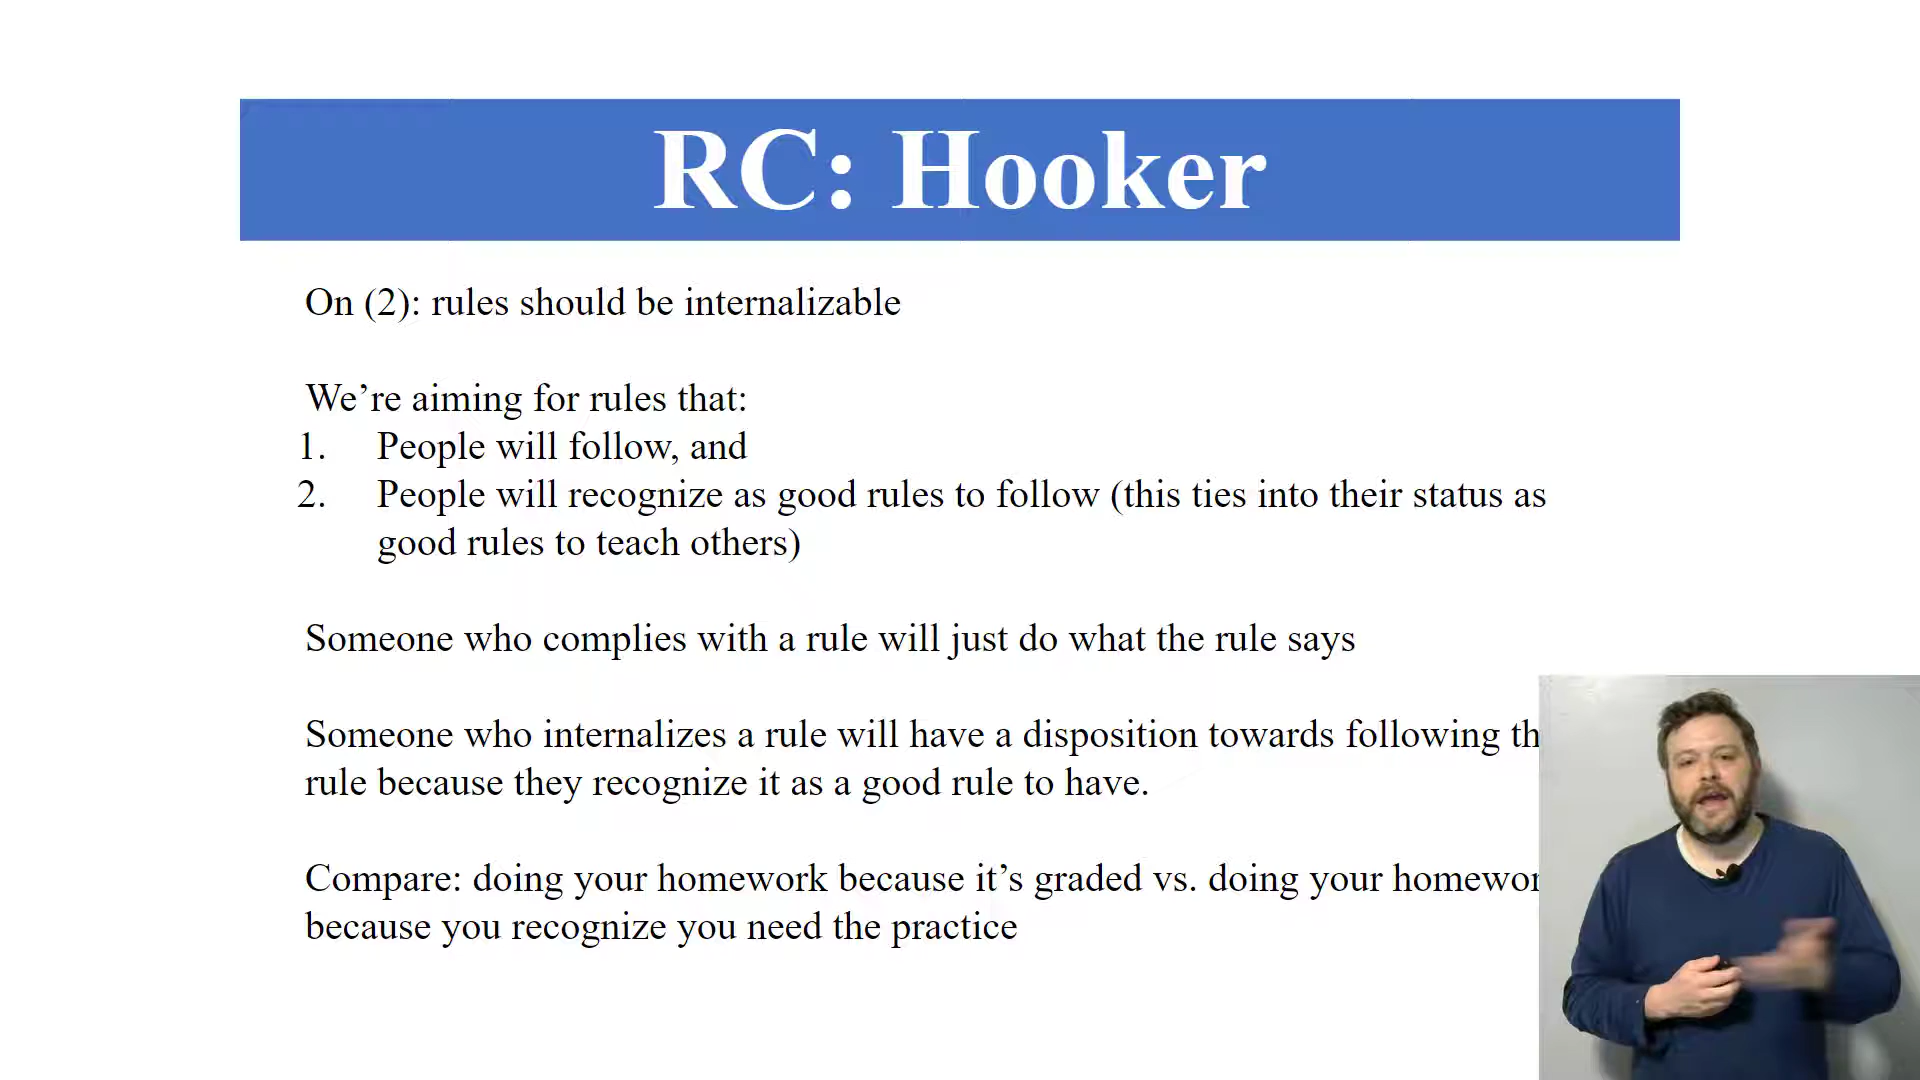 RC: Hooker
On (2): rules should be internalizable
We’re aiming for rules that:
1. People will follow, and
2. People will recognize as good rules to follow (this ties into their status as
good rules to teach others)
Someone who complies with a rule will just do what the rule says
Someone who internalizes a rule will have a disposition towards following th
rule because they recognize it as a good rule to have.
Compare: doing your homework because it’s graded vs. doing your homewor
because you recognize you need the practice